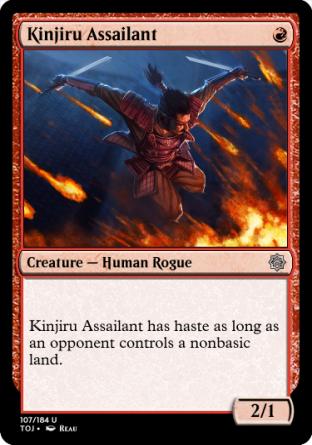 Kinjiru Assailant
Creature — Human Rogue
Kinjiru Assailant has haste as long as
an opponent controls a nonbasic
land.
2/1
107/184 U
TOJ • Reau